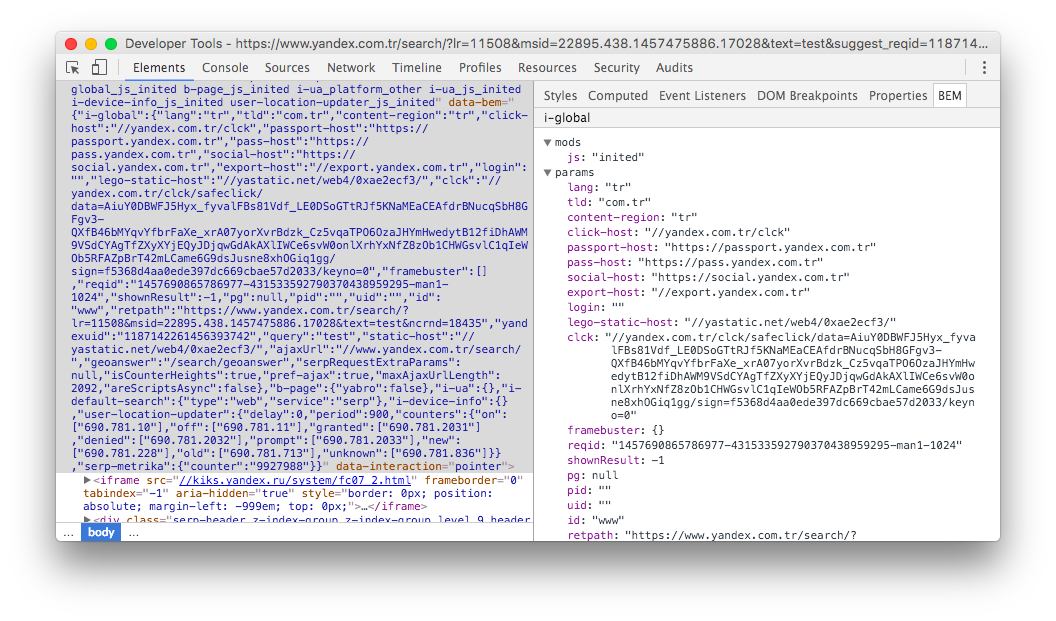 Developer Tools - https://www.yandex.com.tr/search/?lr=11508&msid=22895.438.1457475886.17028&text=test&suggest_reqid=118714...
Elements Console Sources Network Timeline Profiles Resources Security Audits
global_js_inited b-page_js_inited i-ua_platform_other i-ua_js_inited
i-device-info_js_inited user-location-updater_js_inited" data-bem="
{"i-global":{"lang":"tr","tld":"com.tr","content-region":"tr","click-
host":"//yandex.com.tr/clck","passport-host":"https://
passport.yandex.com.tr","pass-host":"https://
pass.yandex.com.tr","social-host":"https://
social.yandex.com.tr","export-host":"//export.yandex.com.tr","login":
"","lego-static-host":"//yastatic.net/web4/0xae2ecf3/","clck":"//
yandex.com.tr/clck/safeclick/
data=AiuY0DBWFJ5Hyx_fyvalFBs81Vdf_LE0DSoGTtRJf5KNaMEaCEAfdrBNucqSbH8G
Fgv3-
QXfB46bMYqvYfbrFaXe_xrA07yorXvrBdzk_Cz5vqaTPO6OzaJHYmHwedytB12fiDhAWM
9VSdCYAgTfZXyXYjEQyJDjqwGdAkAXlIWCe6svW0onlXrhYxNfZ8zOb1CHWGsvlC1qIeW
Ob5RFAZpBrT42mLCame6G9dsJusne8xhOGiq1gg/
sign=f5368d4aa0ede397dc669cbae57d2033/keyno=0","framebuster":[]
,"reqid":"1457690865786977-431533592790370438959295-man1-
1024","shownResult":-1,"pg":null,"pid":"","uid":"","id":
"www","retpath":"https://www.yandex.com.tr/search/?
lr=11508&msid=22895.438.1457475886.17028&text=test&ncrnd=18435","yand
exuid":"1187142261456393742","query":"test","static-host":"//
yastatic.net/web4/0xae2ecf3/","ajaxUrl":"//www.yandex.com.tr/search/
","geoanswer":"/search/geoanswer","serpRequestExtraParams":
null,"isCounterHeights":true,"pref-ajax":true,"maxAjaxUrlLength":
2092,"areScriptsAsync":false},"b-page":{"yabro":false},"i-ua":{},"i-
default-search":{"type":"web","service":"serp"},"i-device-info":{}
,"user-location-updater":{"delay":0,"period":900,"counters":{"on":
["690.781.10"],"off":["690.781.11"],"granted":["690.781.2031"]
,"denied":["690.781.2032"],"prompt":["690.781.2033"],"new":
["690.781.228"],"old":["690.781.713"],"unknown":["690.781.836"]}}
,"serp-metrika":{"counter":"9927988"}}" data-interaction="pointer">
<iframe src="//kiks.yandex.ru/system/fc07_2.html" frameborder="0"
tabindex="-1" aria-hidden="true" style="border: 0px; position:
absolute; margin-left: -999em; top: 0px;">…</iframe>
<div class="serp-header z-index-group z-index-group_level_9 header
... body ...
Styles Computed Event Listeners DOM Breakpoints Properties BEM
i-global
mods
js: "inited"
params
lang: "tr"
tld: "com.tr"
content-region: "tr"
click-host: "//yandex.com.tr/clck"
passport-host: "https://passport.yandex.com.tr"
pass-host: "https://pass.yandex.com.tr"
social-host: "https://social.yandex.com.tr"
export-host: "//export.yandex.com.tr"
login: ""
lego-static-host: "//yastatic.net/web4/0xae2ecf3/"
clck: "//yandex.com.tr/clck/safeclick/data=AiuY0DBWFJ5Hyx_fyva
lFBs81Vdf_LE0DSoGTtRJf5KNaMEaCEAfdrBNucqSbH8GFgv3-
QXfB46bMYqvYfbrFaXe_xrA07yorXvrBdzk_Cz5vqaTPO6OzaJHYmHw
edytB12fiDhAWM9VSdCYAgTfZXyXYjEQyJDjqwGdAkAXlIWCe6svW0o
nlXrhYxNfZ8zOb1CHWGsvlC1qIeWOb5RFAZpBrT42mLCame6G9dsJus
ne8xhOGiq1gg/sign=f5368d4aa0ede397dc669cbae57d2033/keyn
o=0"
framebuster: {}
reqid: "1457690865786977-431533592790370438959295-man1-1024"
shownResult: -1
pg: null
pid: ""
uid: ""
id: "www"
retpath: "https://www.yandex.com.tr/search/?